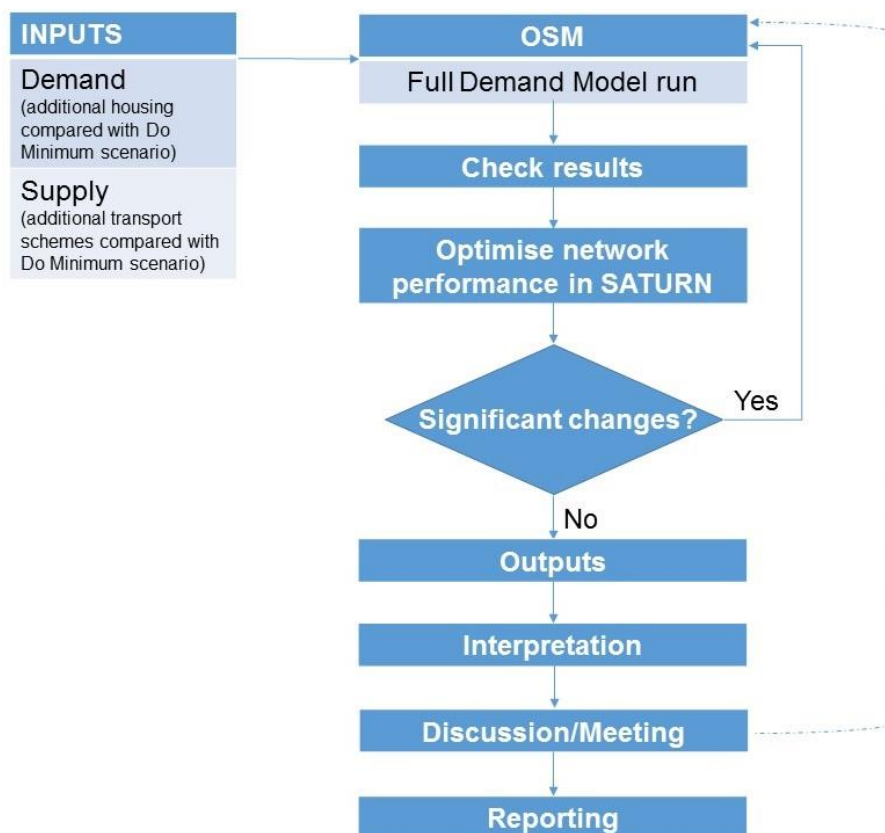 INPUTS
Demand
(additional housing
compared with Do
Minimum scenario)
Supply
(additional transport
schemes compared with
Do Minimum scenario)
OSM
Full Demand Model run
Check results
Optimise network
performance in SATURN
Significant changes?
Yes
No
Outputs
Interpretation
Discussion/Meeting
Reporting